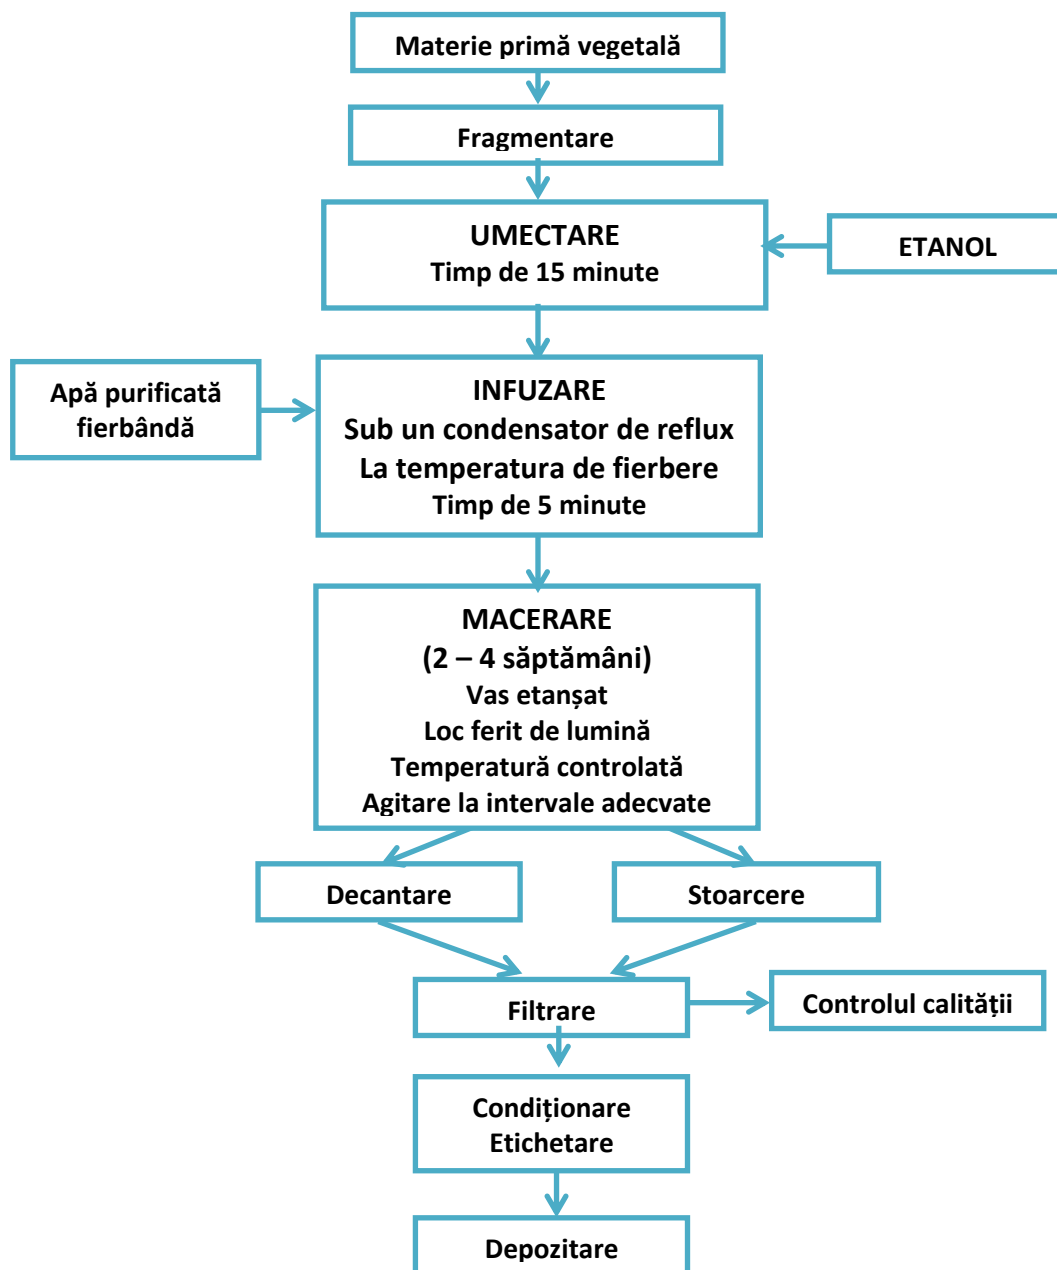 Materie primă vegetală
Fragmentare
UMECTARE
Timp de 15 minute
ETANOL
Apă purificată
fierbândă
INFUZARE
Sub un condensator de reflux
La temperatura de fierbere
Timp de 5 minute
MACERARE
(2 – 4 săptămâni)
Vas etanșat
Loc ferit de lumină
Temperatură controlată
Agitare la intervale adecvate
Decantare
Stoarcere
Filtrare
Controlul calității
Condiționare
Etichetare
Depozitare